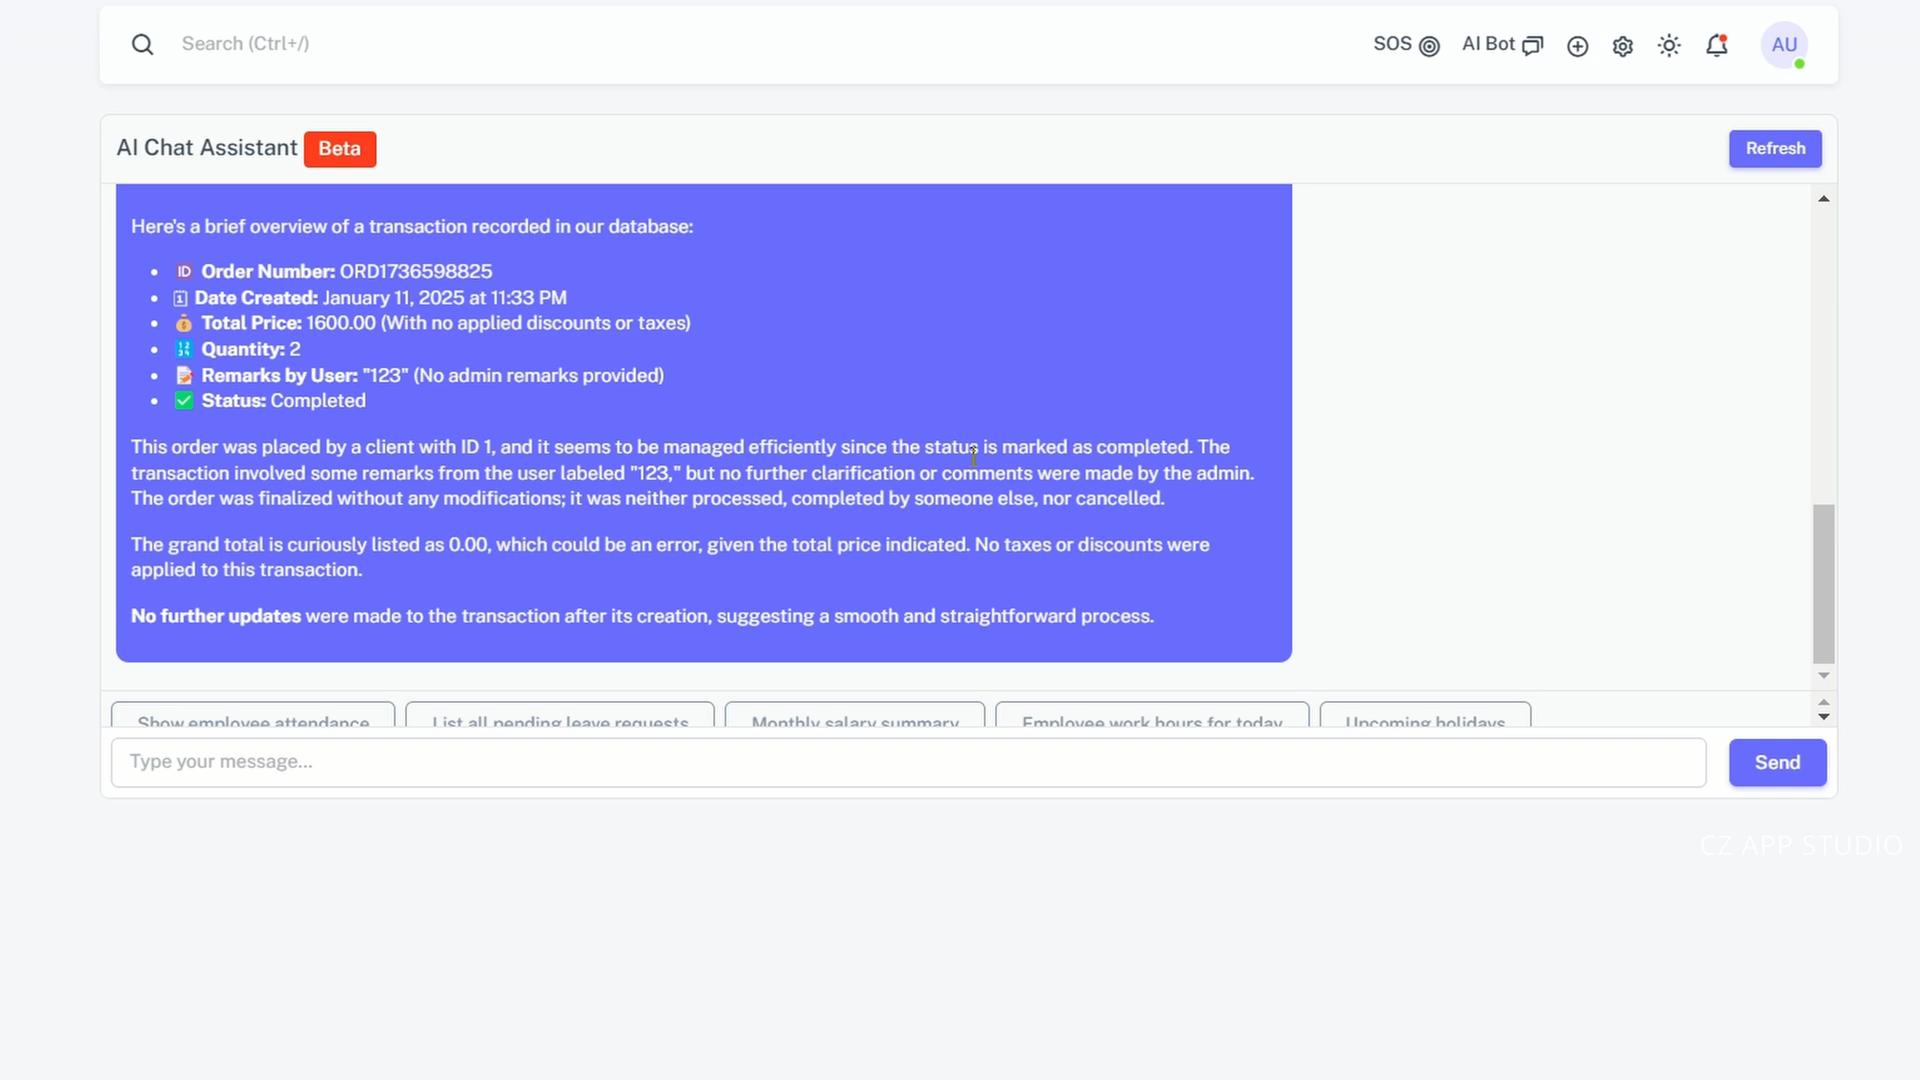 Search (Ctrl+/)
SOS
AI Bot
AU
AI Chat Assistant Beta
Refresh
Here's a brief overview of a transaction recorded in our database:
ID Order Number: ORD1736598825
Date Created: January 11, 2025 at 11:33 PM
Total Price: 1600.00 (With no applied discounts or taxes)
Quantity: 2
Remarks by User: "123" (No admin remarks provided)
Status: Completed
This order was placed by a client with ID 1, and it seems to be managed efficiently since the status is marked as completed. The
transaction involved some remarks from the user labeled "123," but no further clarification or comments were made by the admin.
The order was finalized without any modifications; it was neither processed, completed by someone else, nor cancelled.
The grand total is curiously listed as 0.00, which could be an error, given the total price indicated. No taxes or discounts were
applied to this transaction.
No further updates were made to the transaction after its creation, suggesting a smooth and straightforward process.
Show employee attendance
List all pending leave requests
Monthly salary summary
Employee work hours for today
Upcoming holidays
Type your message...
Send
CZ APP STUDIO